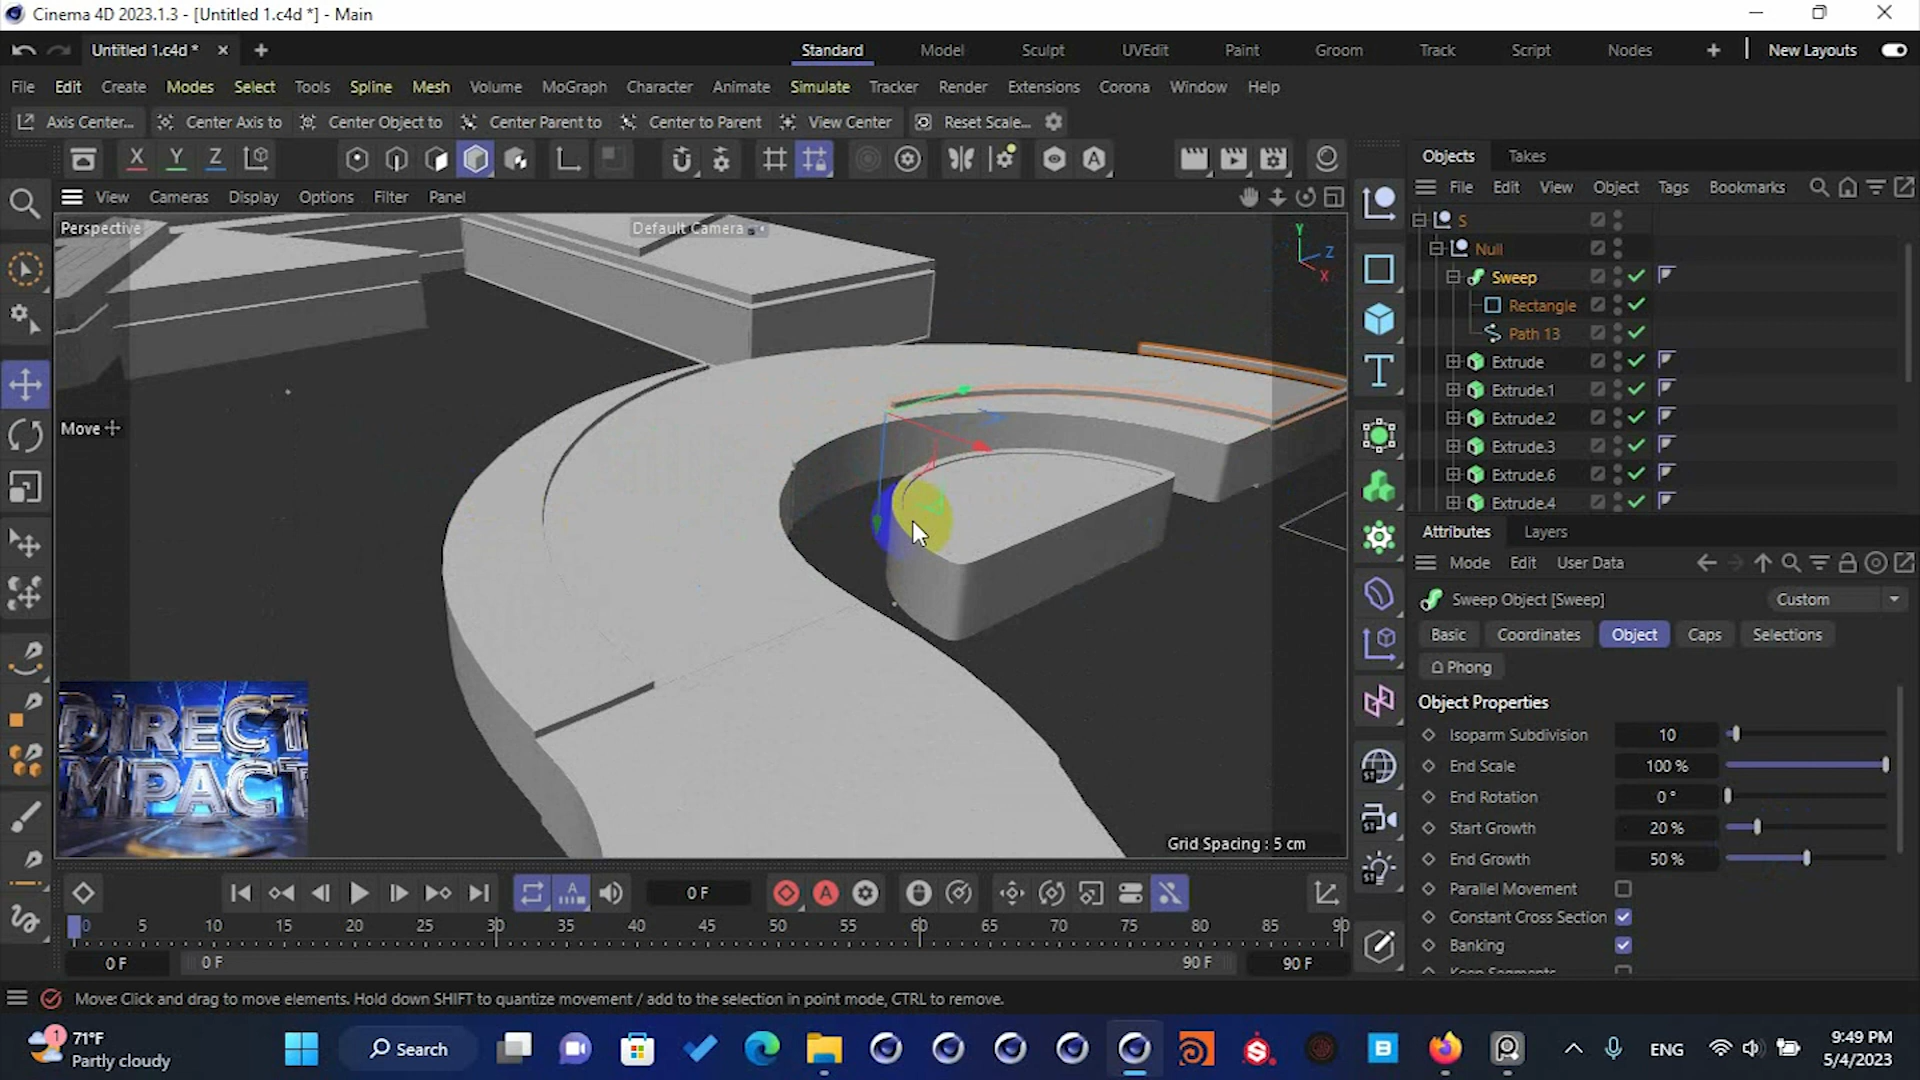 Cinema 4D 2023.1.3 - [Untitled 1.c4d *] - Main
Untitled 1.c4d *
Standard Model Sculpt UVEdit Paint Groom Track Script Nodes New Layouts
File Edit Create Modes Select Tools Spline Mesh Volume MoGraph Character Animate Simulate Tracker Render Extensions Corona Window Help
Axis Center... Center Axis to Center Object to Center Parent to Center to Parent View Center Reset Scale...
X Y Z
Objects Takes
View Cameras Display Options Filter Panel
File Edit View Object Tags Bookmarks
Perspective
Default Camera
Y
Z
X
S
Null
Sweep
Rectangle
Path 13
Extrude
Extrude.1
Extrude.2
Extrude.3
Extrude.6
Extrude.4
Move
Attributes Layers
Mode Edit User Data
Sweep Object [Sweep]
Custom
Basic Coordinates Object Caps Selections
Phong
Object Properties
Isoparm Subdivision 10
End Scale 100 %
End Rotation 0 °
Start Growth 20 %
End Growth 50 %
Parallel Movement
Constant Cross Section
Banking
Keep Segments
DIRECT
IMPACT
Grid Spacing : 5 cm
0 F
0 5 10 15 20 25 30 35 40 45 50 55 60 65 70 75 80 85 90
0 F 0 F 90 F 90 F
Move: Click and drag to move elements. Hold down SHIFT to quantize movement / add to the selection in point mode, CTRL to remove.
1
71°F
Partly cloudy
Search
ENG
9:49 PM
5/4/2023